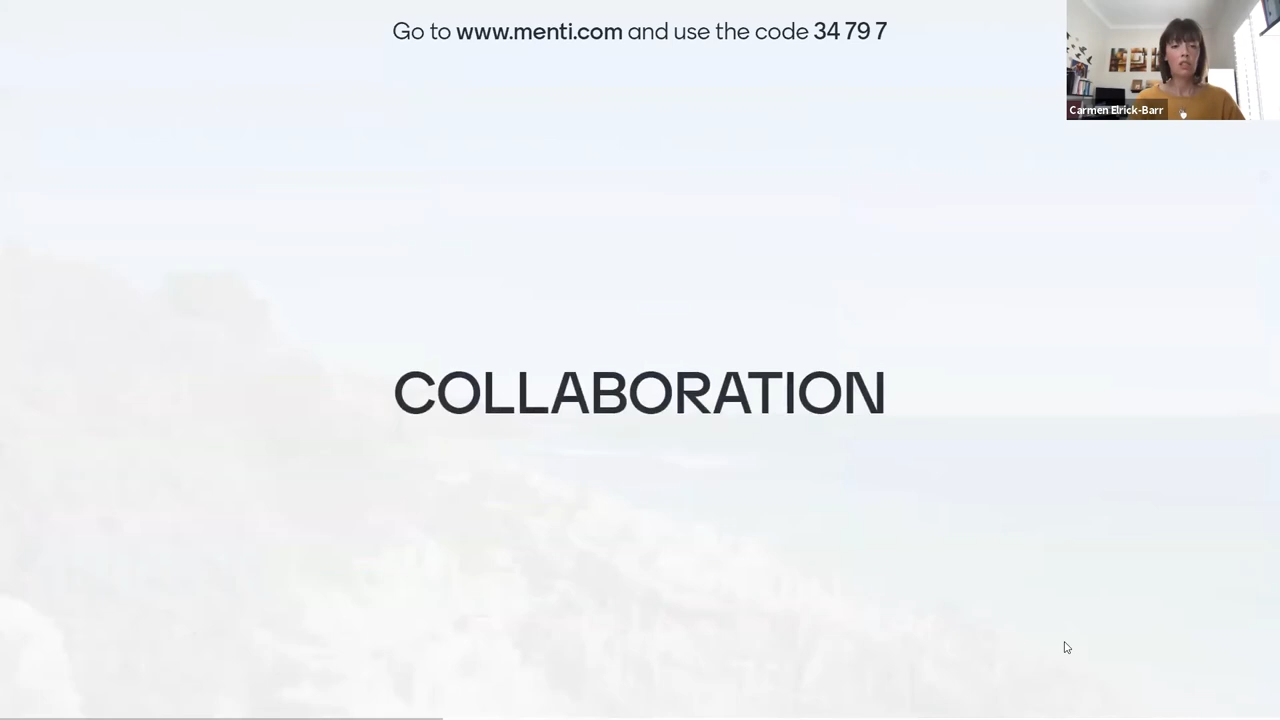 Go to www.menti.com and use the code 34 79 7
Carmen Elrick-Barr
COLLABORATION